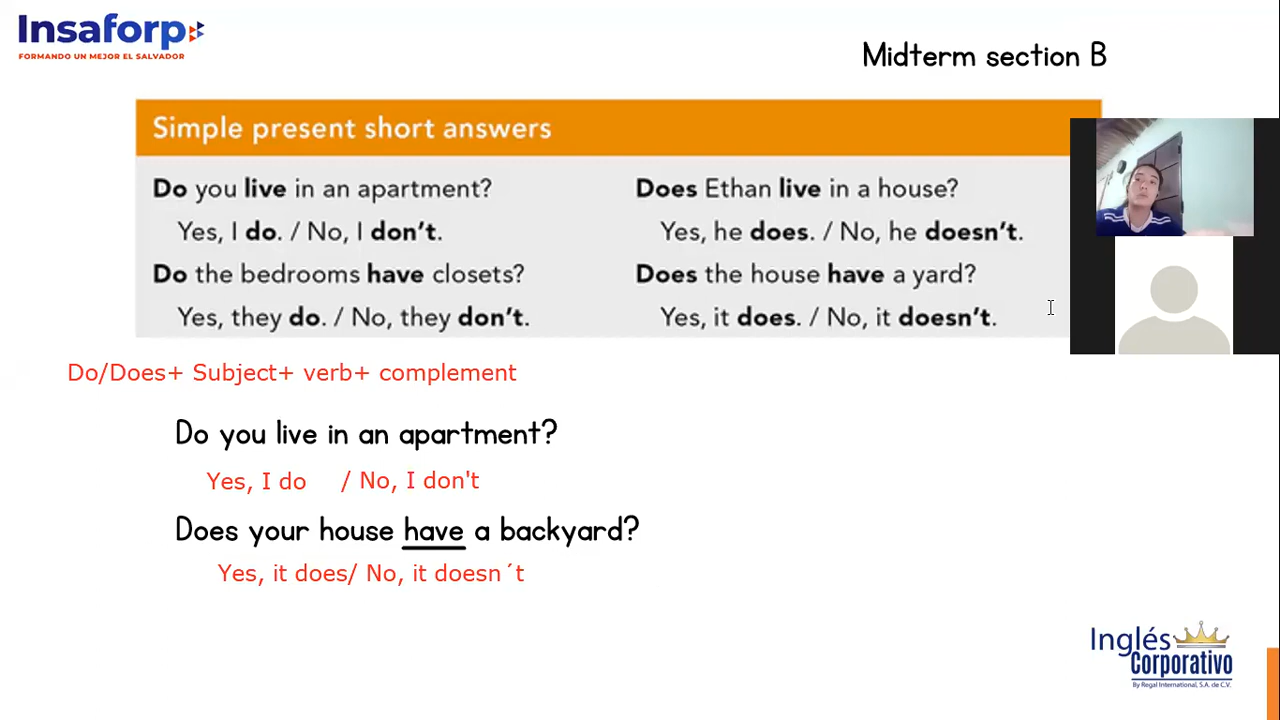 Insaforp
FORMANDO UN MEJOR EL SALVADOR
Midterm section B
Simple present short answers
Do you live in an apartment?
Yes, I do. / No, I don't.
Do the bedrooms have closets?
Yes, they do. / No, they don't.
Does Ethan live in a house?
Yes, he does. / No, he doesn't.
Does the house have a yard?
Yes, it does. / No, it doesn't.
Do/Does+ Subject+ verb+ complement
Do you live in an apartment?
Yes, I do / No, I don't
Does your house have a backyard?
Yes, it does/ No, it doesn´t
Inglés
Corporativo
By Regal International, S.A. de C.V.